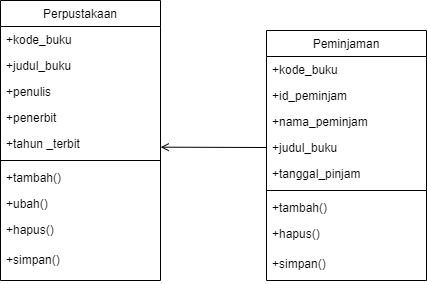 Perpustakaan
+kode_buku
+judul_buku
+penulis
+penerbit
+tahun _terbit
+tambah()
+ubah()
+hapus()
+simpan()
Peminjaman
+kode_buku
+id_peminjam
+nama_peminjam
+judul_buku
+tanggal_pinjam
+tambah()
+hapus()
+simpan()